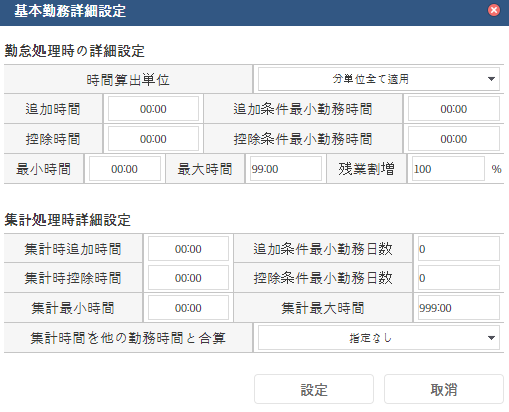 基本勤務詳細設定
勤怠処理時の詳細設定
時間算出単位 分単位全て適用
追加時間 00:00 追加条件最小勤務時間 00:00
控除時間 00:00 控除条件最小勤務時間 00:00
最小時間 00:00 最大時間 99:00 残業割増 100 %
集計処理時詳細設定
集計時追加時間 00:00 追加条件最小勤務日数 0
集計時控除時間 00:00 控除条件最小勤務日数 0
集計最小時間 00:00 集計最大時間 999:00
集計時間を他の勤務時間と合算 指定なし
設定 取消